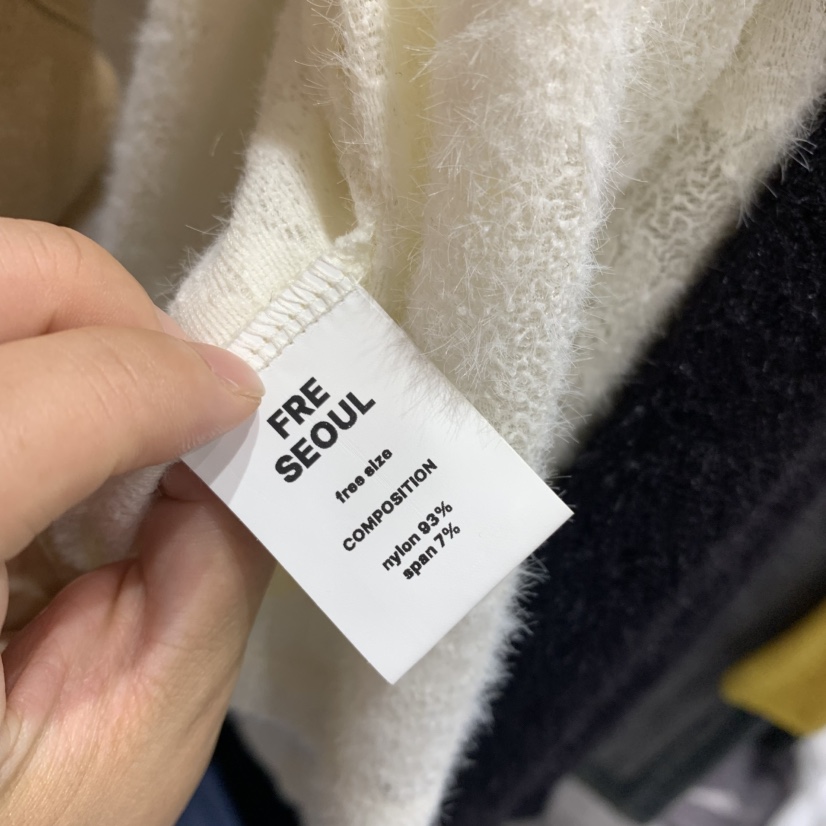 FRE
SEOUL
free size
COMPOSITION
nylon 93%
span 7%